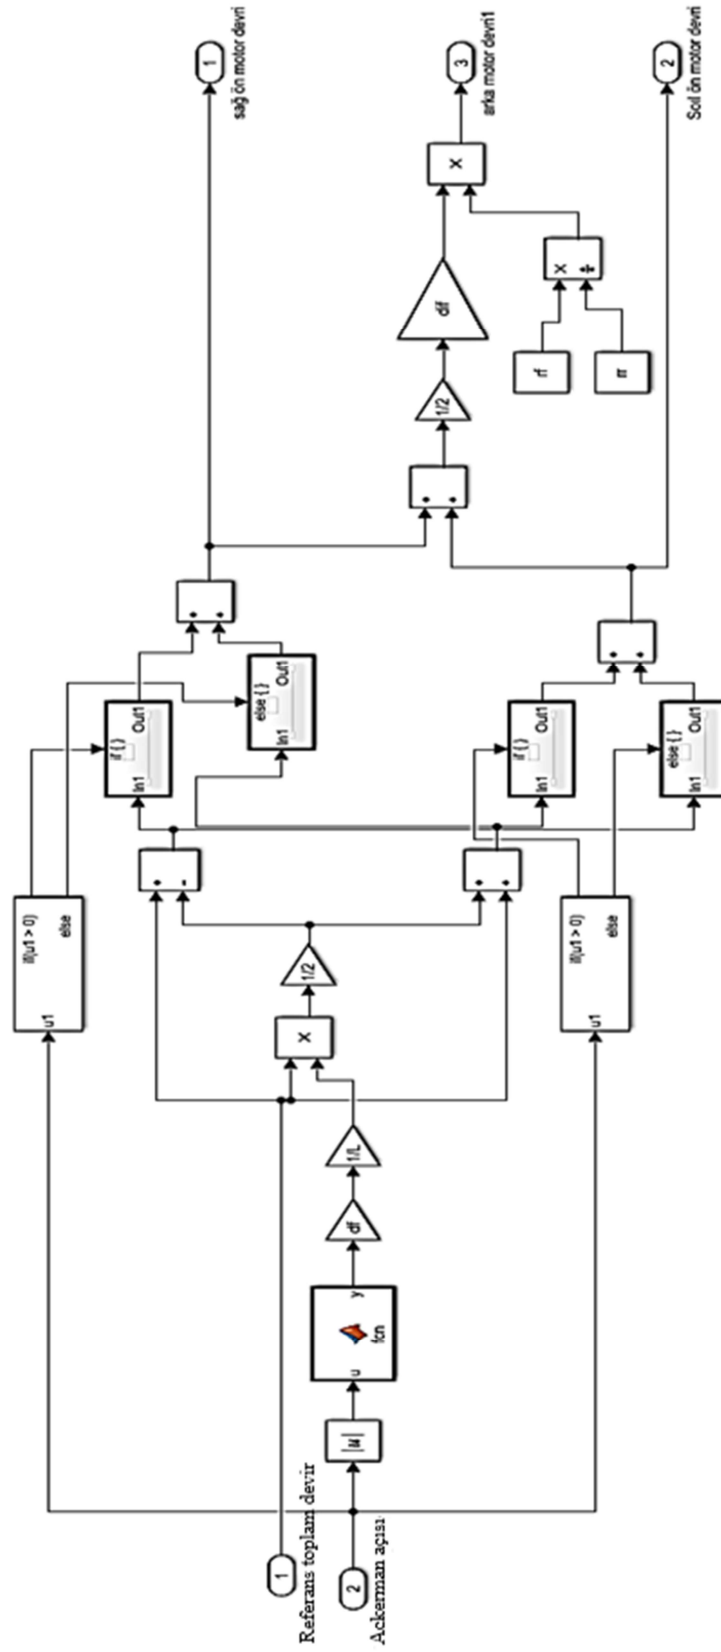 1
Referans toplam devir
2
Ackerman açısı
|u|
u
fcn
y
df
1/L
X
1/2
u1
if(u1 > 0)
else
u1
if(u1 > 0)
else
+
-
+
+
if { }
In1
Out1
else { }
In1
Out1
if { }
In1
Out1
else { }
In1
Out1
+
+
+
+
+
+
1/2
dif
rf
rr
X
÷
X
1
sağ ön motor devri
3
arka motor devri1
2
Sol ön motor devri